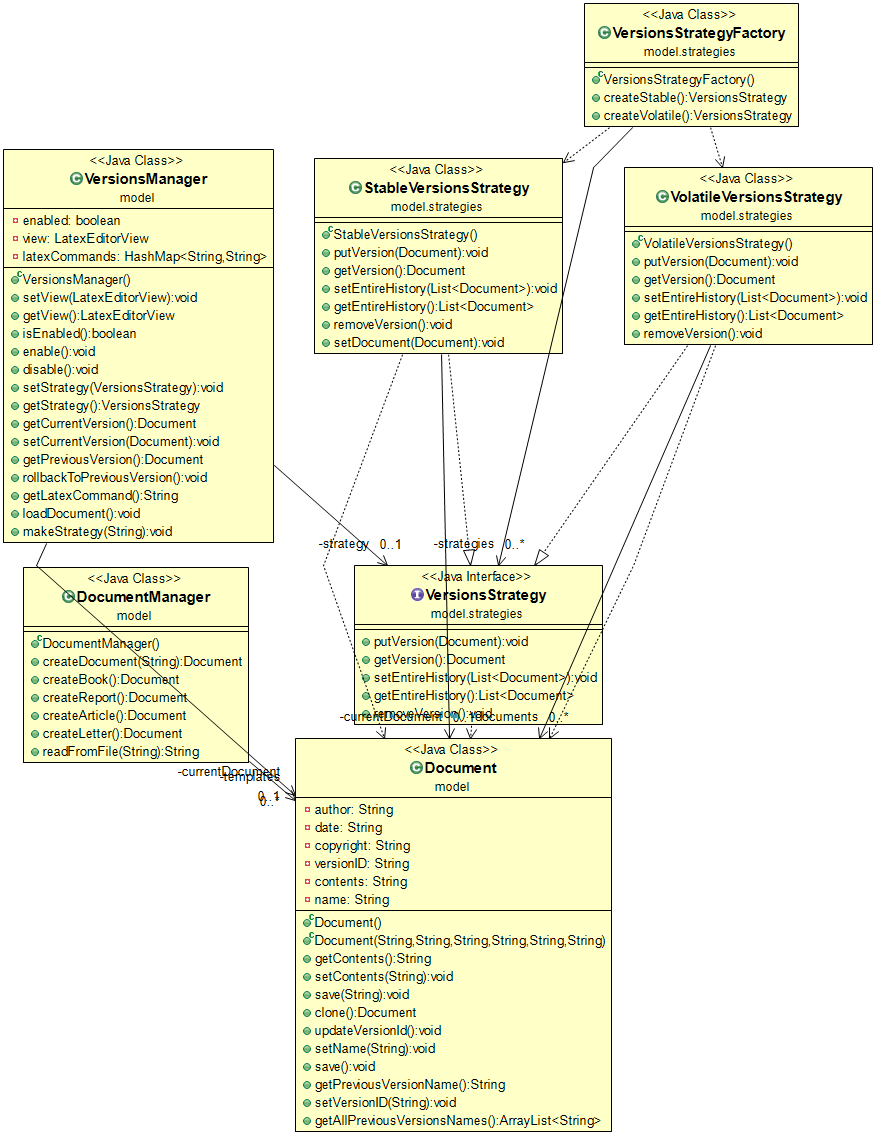 <<Java Class>>
VersionsStrategyFactory
model.strategies
VersionsStrategyFactory()
createStable():VersionsStrategy
createVolatile():VersionsStrategy
<<Java Class>>
VersionsManager
model
enabled: boolean
view: LatexEditorView
latexCommands: HashMap<String,String>
VersionsManager()
setView(LatexEditorView):void
getView():LatexEditorView
isEnabled():boolean
enable():void
disable():void
setStrategy(VersionsStrategy):void
getStrategy():VersionsStrategy
getCurrentVersion():Document
setCurrentVersion(Document):void
getPreviousVersion():Document
rollbackToPreviousVersion():void
getLatexCommand():String
loadDocument():void
makeStrategy(String):void
<<Java Class>>
StableVersionsStrategy
model.strategies
StableVersionsStrategy()
putVersion(Document):void
getVersion():Document
setEntireHistory(List<Document>):void
getEntireHistory():List<Document>
removeVersion():void
setDocument(Document):void
<<Java Class>>
VolatileVersionsStrategy
model.strategies
VolatileVersionsStrategy()
putVersion(Document):void
getVersion():Document
setEntireHistory(List<Document>):void
getEntireHistory():List<Document>
removeVersion():void
-strategy 0..1
-strategies 0..*
<<Java Class>>
DocumentManager
model
DocumentManager()
createDocument(String):Document
createBook():Document
createReport():Document
createArticle():Document
createLetter():Document
readFromFile(String):String
<<Java Interface>>
VersionsStrategy
model.strategies
putVersion(Document):void
getVersion():Document
setEntireHistory(List<Document>):void
getEntireHistory():List<Document>
removeVersion():void
-currentDocument 0..1
-documents 0..*
-currentDocument
-templates
0..1
0..*
<<Java Class>>
Document
model
author: String
date: String
copyright: String
versionID: String
contents: String
name: String
Document()
Document(String,String,String,String,String,String)
getContents():String
setContents(String):void
save(String):void
clone():Document
updateVersionId():void
setName(String):void
save():void
getPreviousVersionName():String
setVersionID(String):void
getAllPreviousVersionsNames():ArrayList<String>